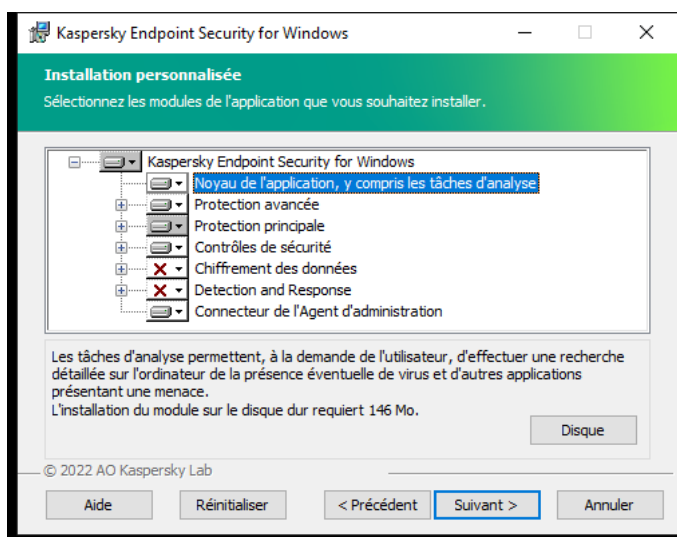 Kaspersky Endpoint Security for Windows
Installation personnalisée
Sélectionnez les modules de l'application que vous souhaitez installer.
Kaspersky Endpoint Security for Windows
Noyau de l'application, y compris les tâches d'analyse
Protection avancée
Protection principale
Contrôles de sécurité
Chiffrement des données
Detection and Response
Connecteur de l'Agent d'administration
Les tâches d'analyse permettent, à la demande de l'utilisateur, d'effectuer une recherche
détaillée sur l'ordinateur de la présence éventuelle de virus et d'autres applications
présentant une menace.
L'installation du module sur le disque dur requiert 146 Mo.
Disque
© 2022 AO Kaspersky Lab
Aide Réinitialiser < Précédent Suivant > Annuler